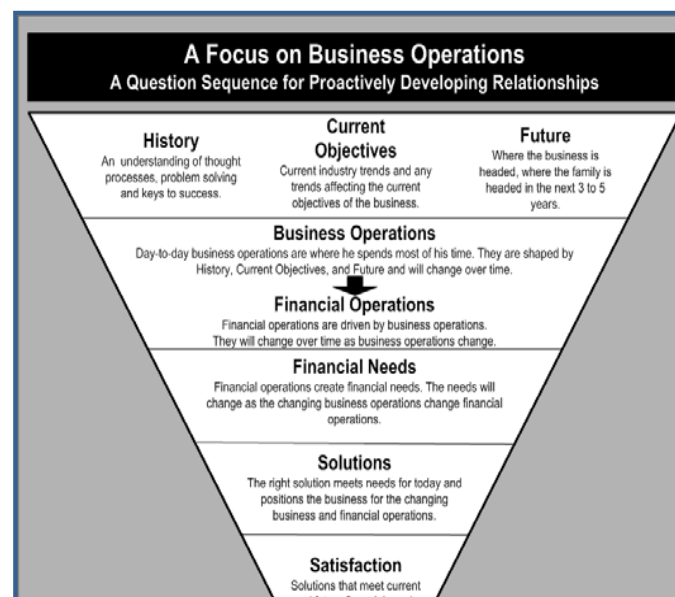 A Focus on Business Operations
A Question Sequence for Proactively Developing Relationships
History
An understanding of thought
processes, problem solving
and keys to success.
Current
Objectives
Current industry trends and any
trends affecting the current
objectives of the business.
Future
Where the business is
headed, where the family is
headed in the next 3 to 5
years.
Business Operations
Day-to-day business operations are where he spends most of his time. They are shaped by
History, Current Objectives, and Future and will change over time.
Financial Operations
Financial operations are driven by business operations.
They will change over time as business operations change.
Financial Needs
Financial operations create financial needs. The needs will
change as the changing business operations change financial
operations.
Solutions
The right solution meets needs for today and
positions the business for the changing
business and financial operations.
Satisfaction
Solutions that meet current